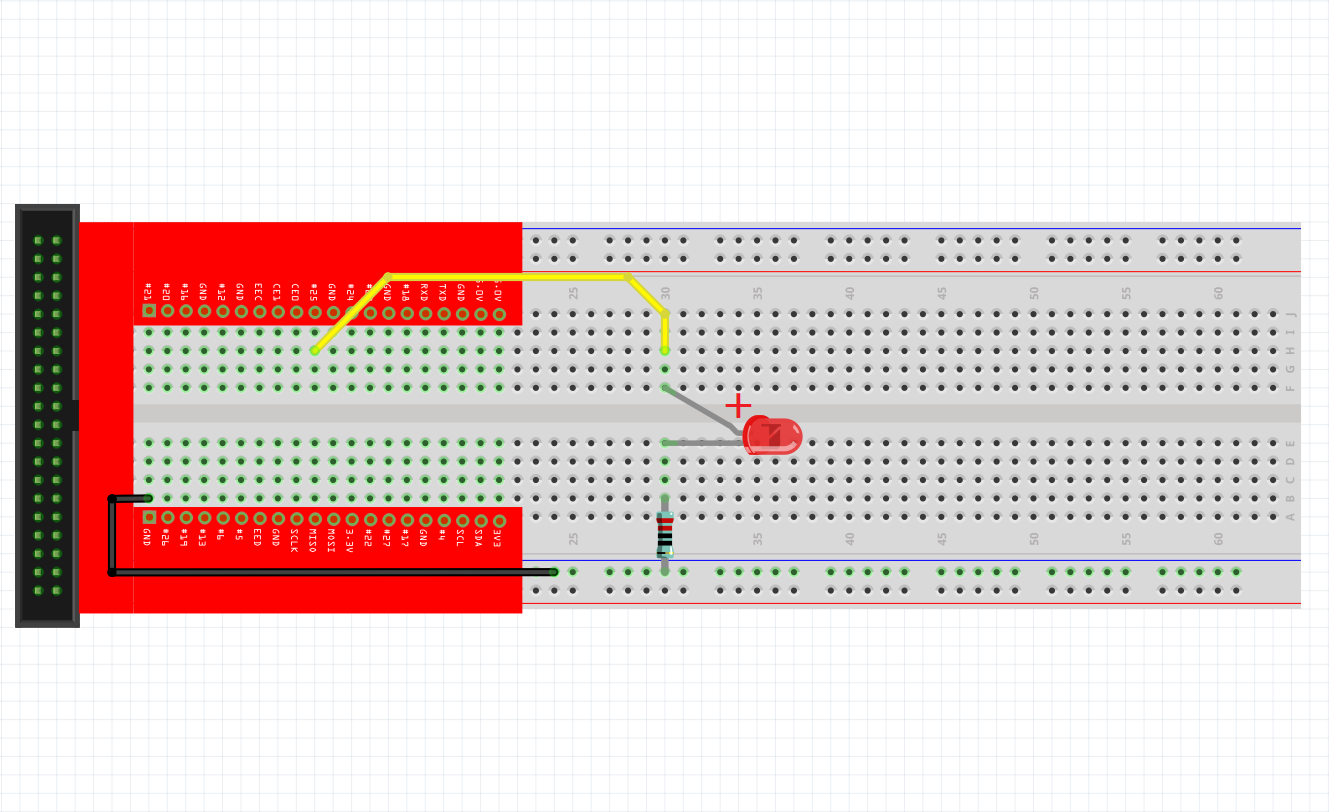 #21 #20 #16 GND #12 GND EEC CE1 CE0 #25 GND #24 GND #18 RXD TXD GND 5.0V 5.0V
25 30 35 40 45 50 55 60
J
I
H
G
F
+
E
D
C
B
A
GND #26 #19 #13 #6 #5 EED GND SCLK MISO MOSI 3.3V #22 #27 #17 GND #4 SCL SDA 3V3
25 35 40 45 50 55 60